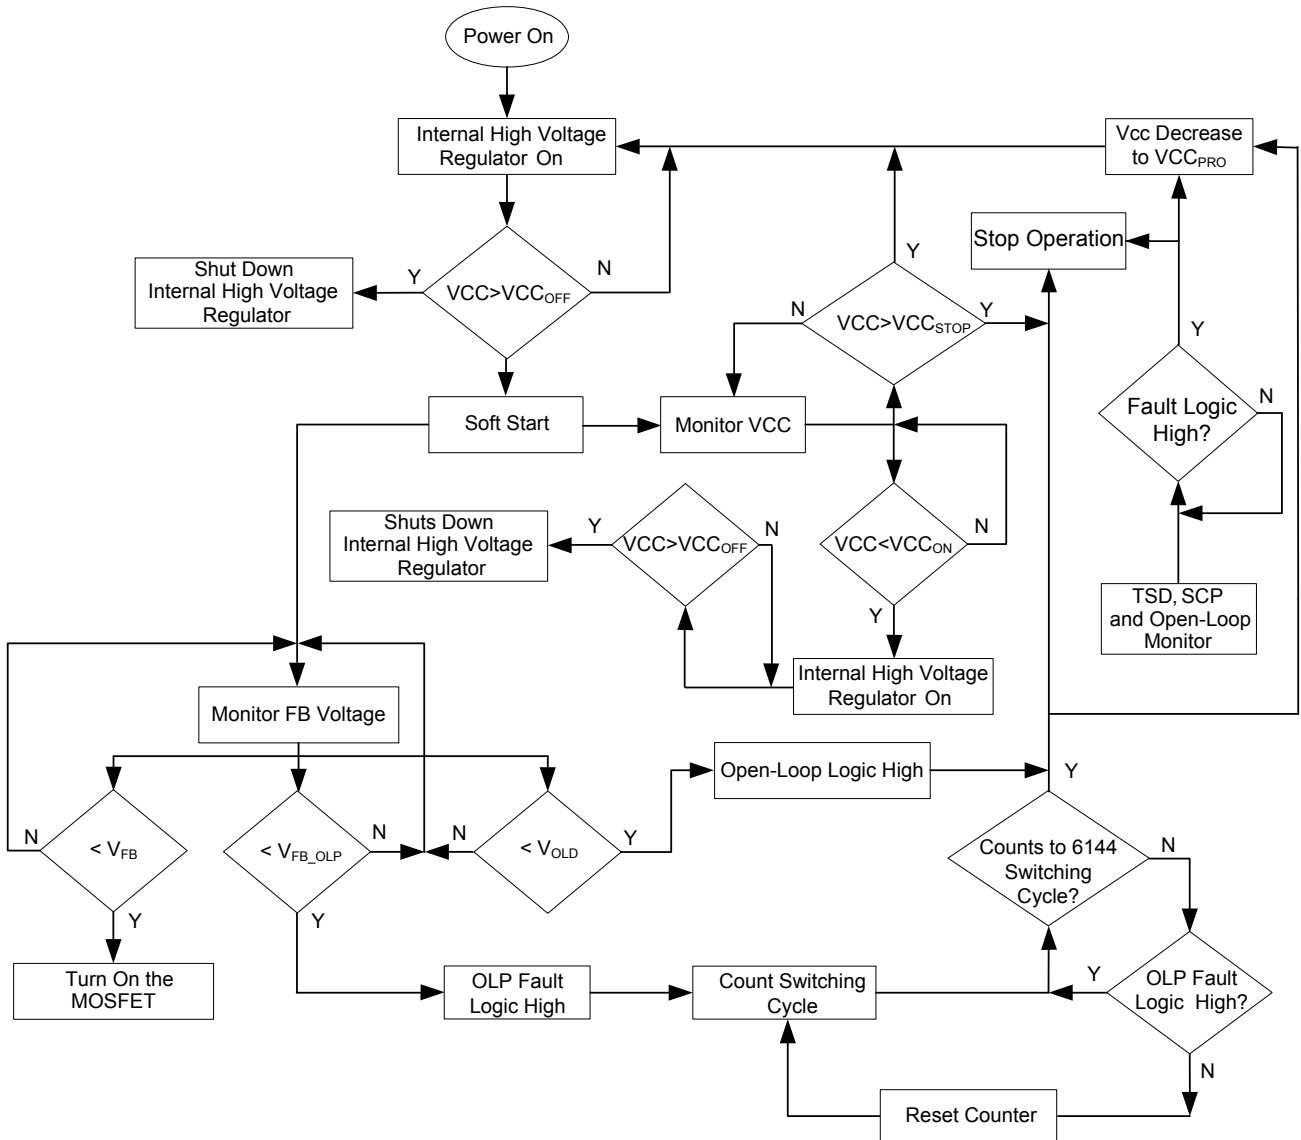 Power On
Internal High Voltage
Regulator On
Vcc Decrease
to VCCPRO
Stop Operation
Shut Down
Internal High Voltage
Regulator
Y
VCC>VCCOFF
N
Y
N
VCC>VCCSTOP
Y
Y
Fault Logic
High?
N
Soft Start
Monitor VCC
Shuts Down
Internal High Voltage
Regulator
Y
VCC>VCCOFF
N
VCC<VCCON
N
Y
TSD, SCP
and Open-Loop
Monitor
Internal High Voltage
Regulator On
Monitor FB Voltage
Open-Loop Logic High
Y
N
< VFB
Y
< VFB_OLP
N
Y
N
< VOLD
Y
Counts to 6144
Switching
Cycle?
N
Turn On the
MOSFET
OLP Fault
Logic High
Count Switching
Cycle
Y
OLP Fault
Logic High?
N
Reset Counter